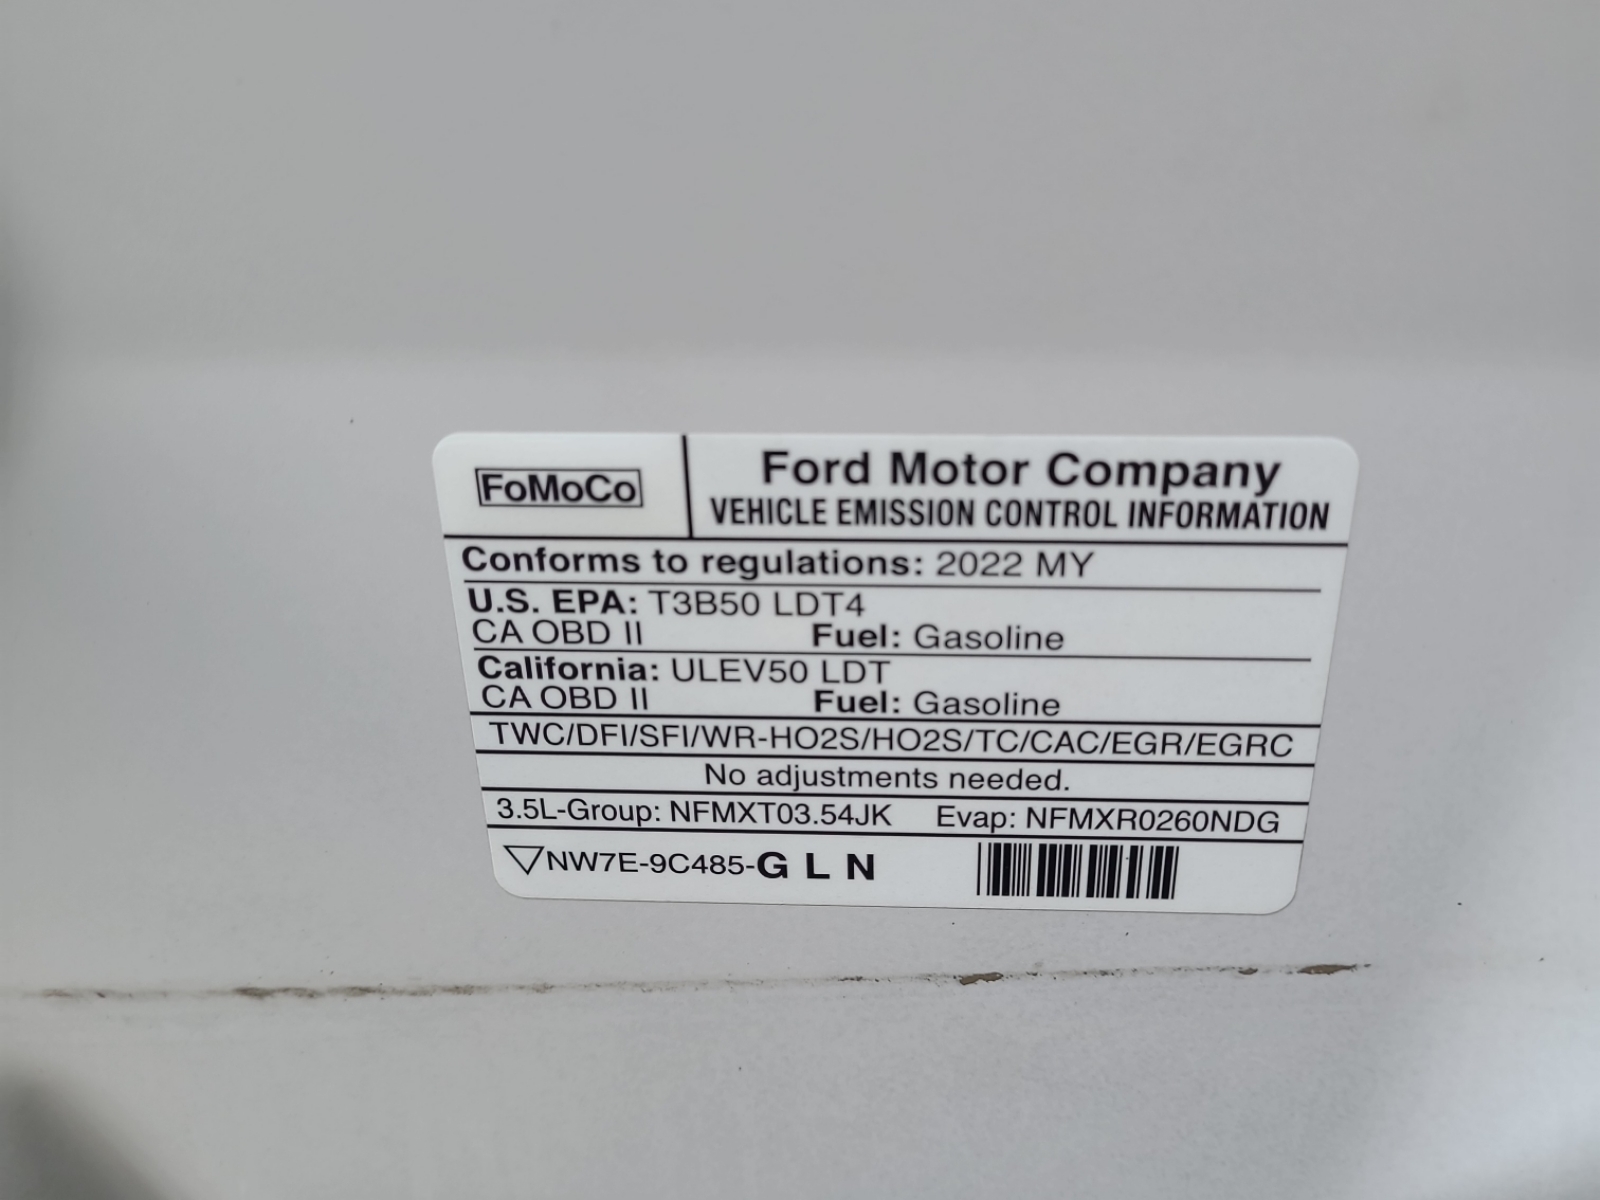 FoMoCo
Ford Motor Company
VEHICLE EMISSION CONTROL INFORMATION
Conforms to regulations: 2022 MY
U.S. EPA: T3B50 LDT4
CA OBD II Fuel: Gasoline
California: ULEV50 LDT
CA OBD II Fuel: Gasoline
TWC/DFI/SFI/WR-HO2S/HO2S/TC/CAC/EGR/EGRC
No adjustments needed.
3.5L-Group: NFMXT03.54JK Evap: NFMXR0260NDG
NW7E-9C485-G L N